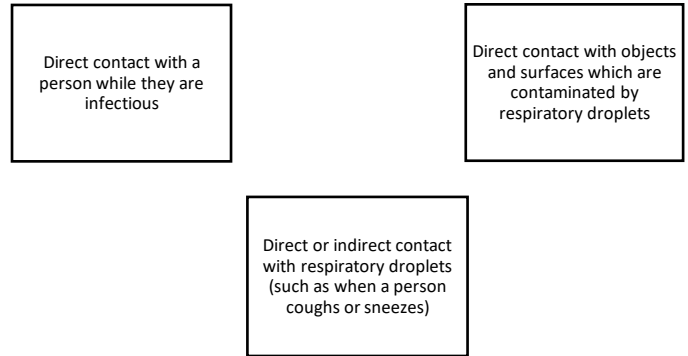 Direct contact with a
person while they are
infectious
Direct contact with objects
and surfaces which are
contaminated by
respiratory droplets
Direct or indirect contact
with respiratory droplets
(such as when a person
coughs or sneezes)